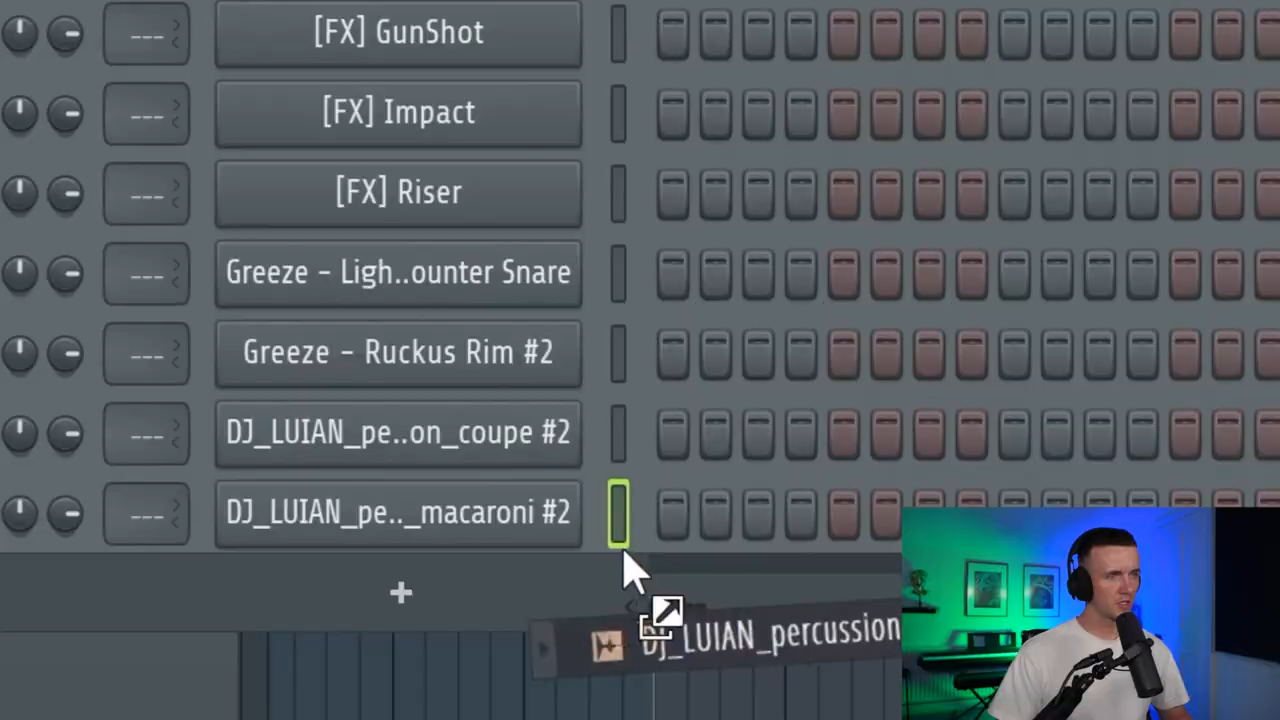 [FX] GunShot
[FX] Impact
[FX] Riser
Greeze - Ligh..ounter Snare
Greeze - Ruckus Rim #2
DJ_LUIAN_pe..on_coupe #2
DJ_LUIAN_pe.._macaroni #2
+
DJ_LUIAN_percussion